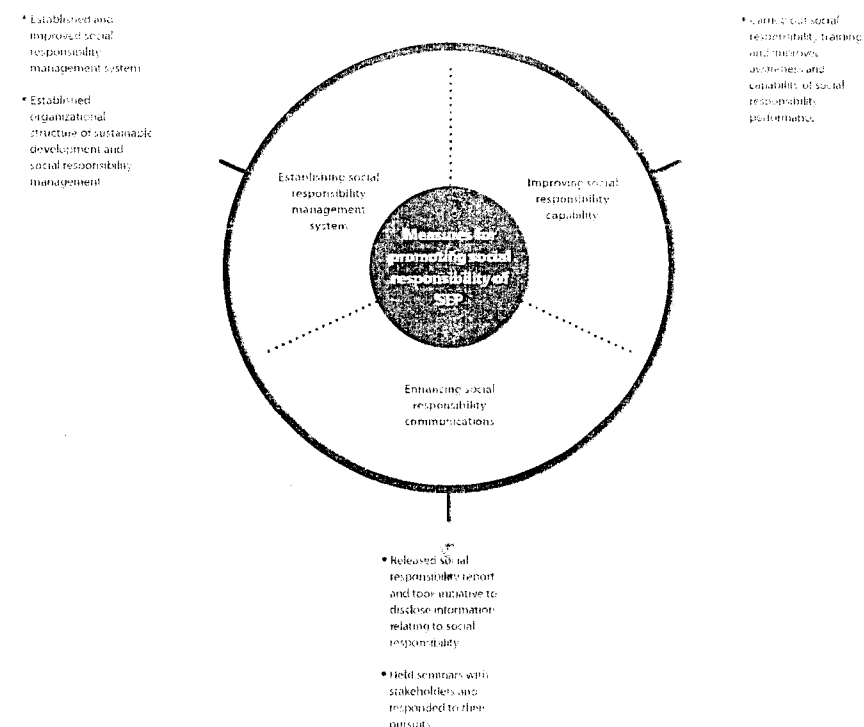 • Established and
improved social
responsibility
management system
• Established
organizational
structure of sustainable
development and
social responsibility
management
• Carried out social
responsibility training
and improved
awareness and
capability of social
responsibility
performance
Establishing social
responsibility
management
system
Improving social
responsibility
capability
Measures for
promoting social
responsibility of
SEP
Enhancing social
responsibility
communications
• Released social
responsibility report
and took initiative to
disclose information
relating to social
responsibility
• Held seminars with
stakeholders and
responded to their
pursuits